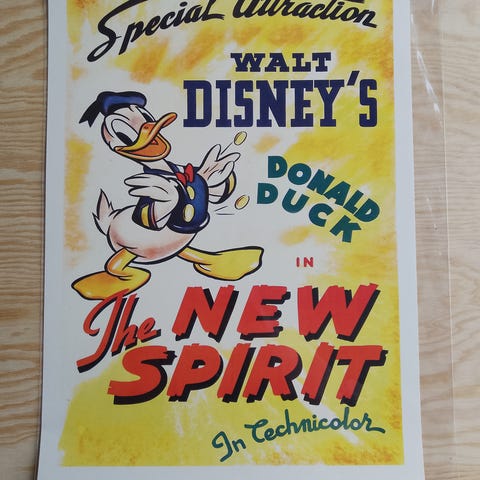 Special Attraction
WALT
DISNEY'S
DONALD
DUCK
IN
The NEW
SPIRIT
In Technicolor